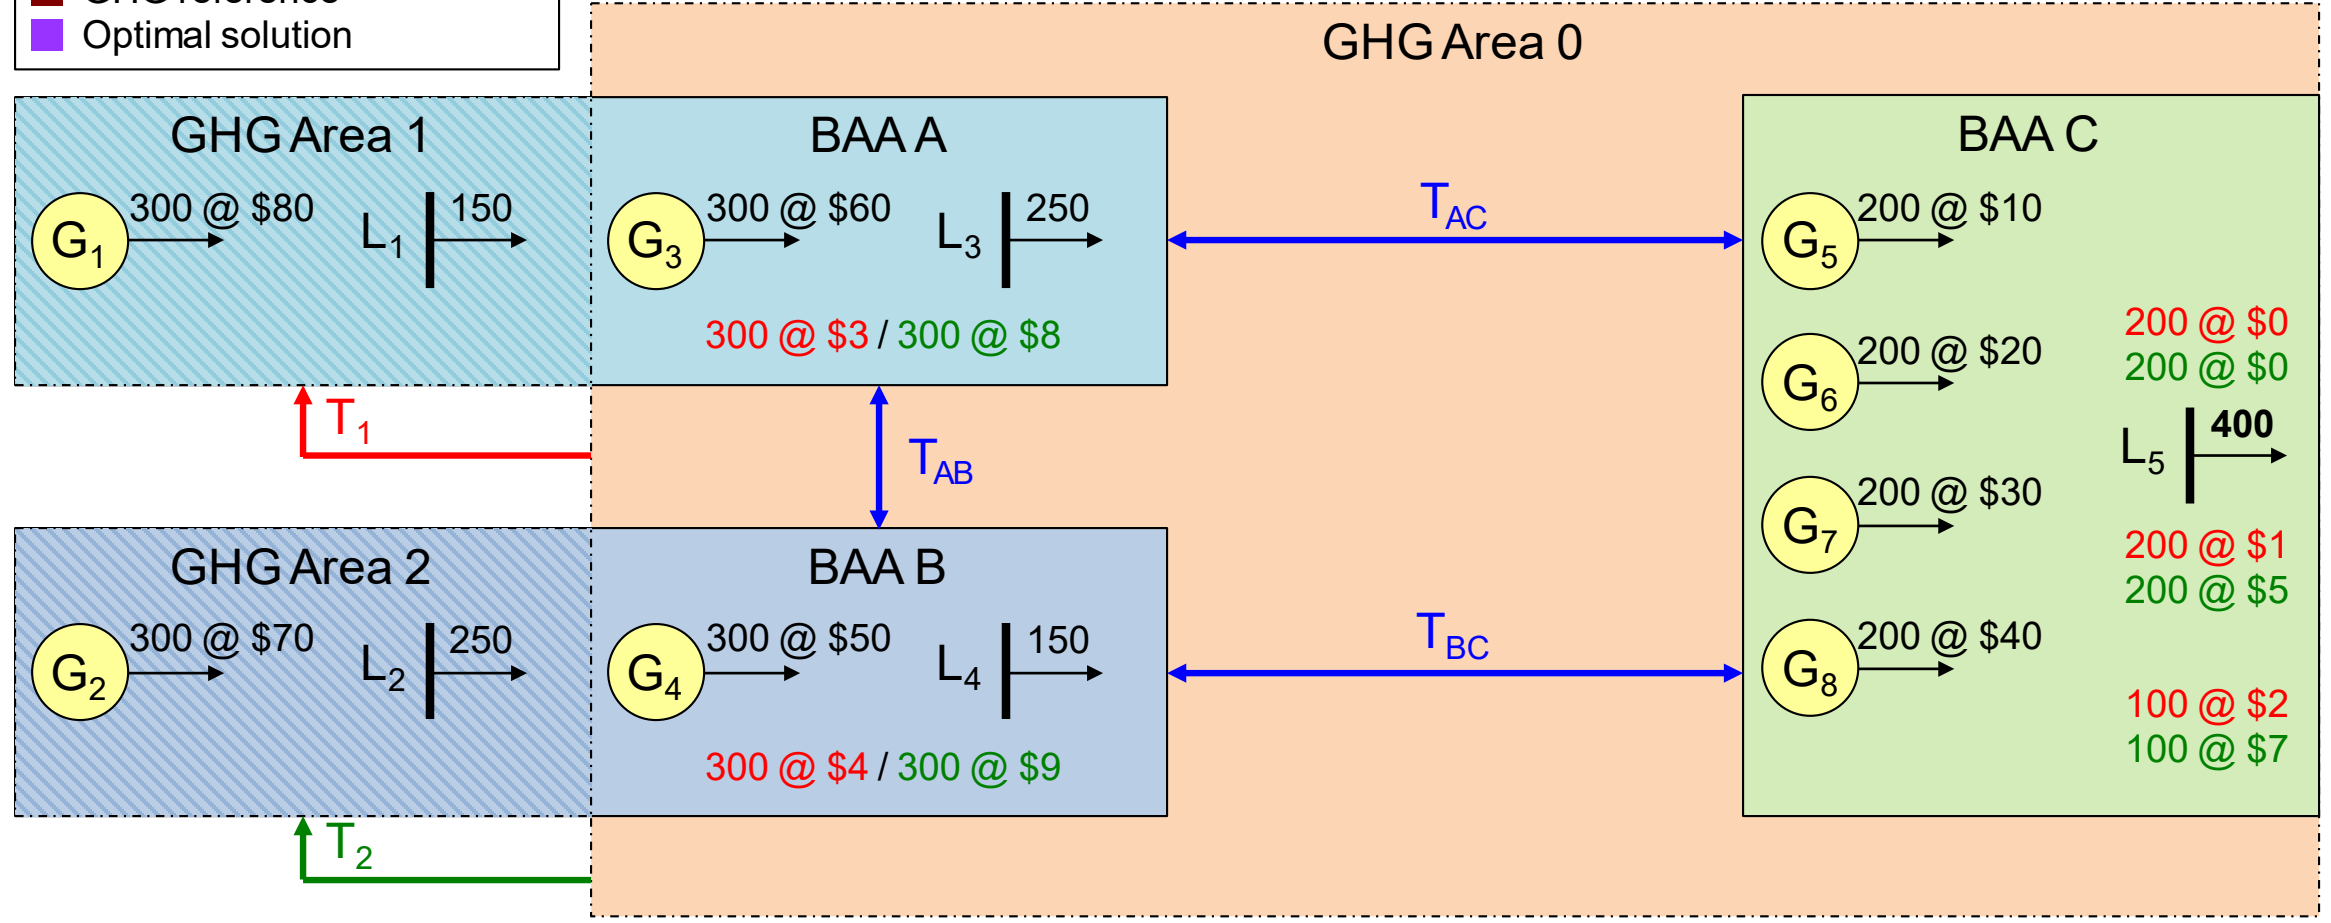 Optimal solution
GHG Area 0
GHG Area 1
BAA A
BAA C
G1
300 @ $80
L1
150
G3
300 @ $60
L3
250
TAC
G5
200 @ $10
300 @ $3 / 300 @ $8
200 @ $0
200 @ $0
G6
200 @ $20
T1
TAB
L5
400
G7
200 @ $30
200 @ $1
200 @ $5
GHG Area 2
BAA B
G2
300 @ $70
L2
250
G4
300 @ $50
L4
150
TBC
G8
200 @ $40
300 @ $4 / 300 @ $9
100 @ $2
100 @ $7
T2